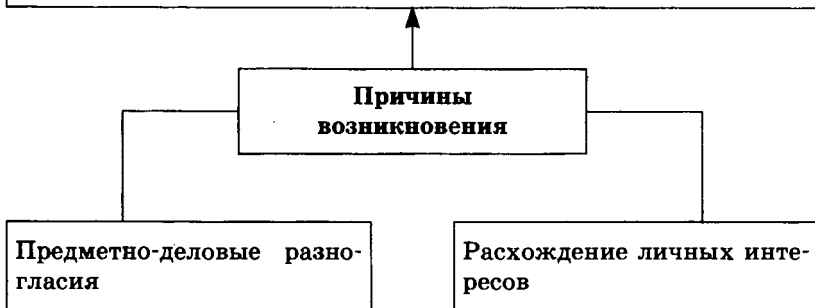 Причины
возникновения
Предметно-деловые разно-
гласия
Расхождение личных инте-
ресов